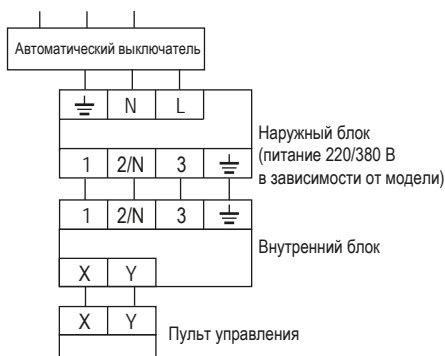 Автоматический выключатель
N L
Наружный блок
(питание 220/380 В
в зависимости от модели)
1 2/N 3
1 2/N 3
Внутренний блок
X Y
X Y
Пульт управления